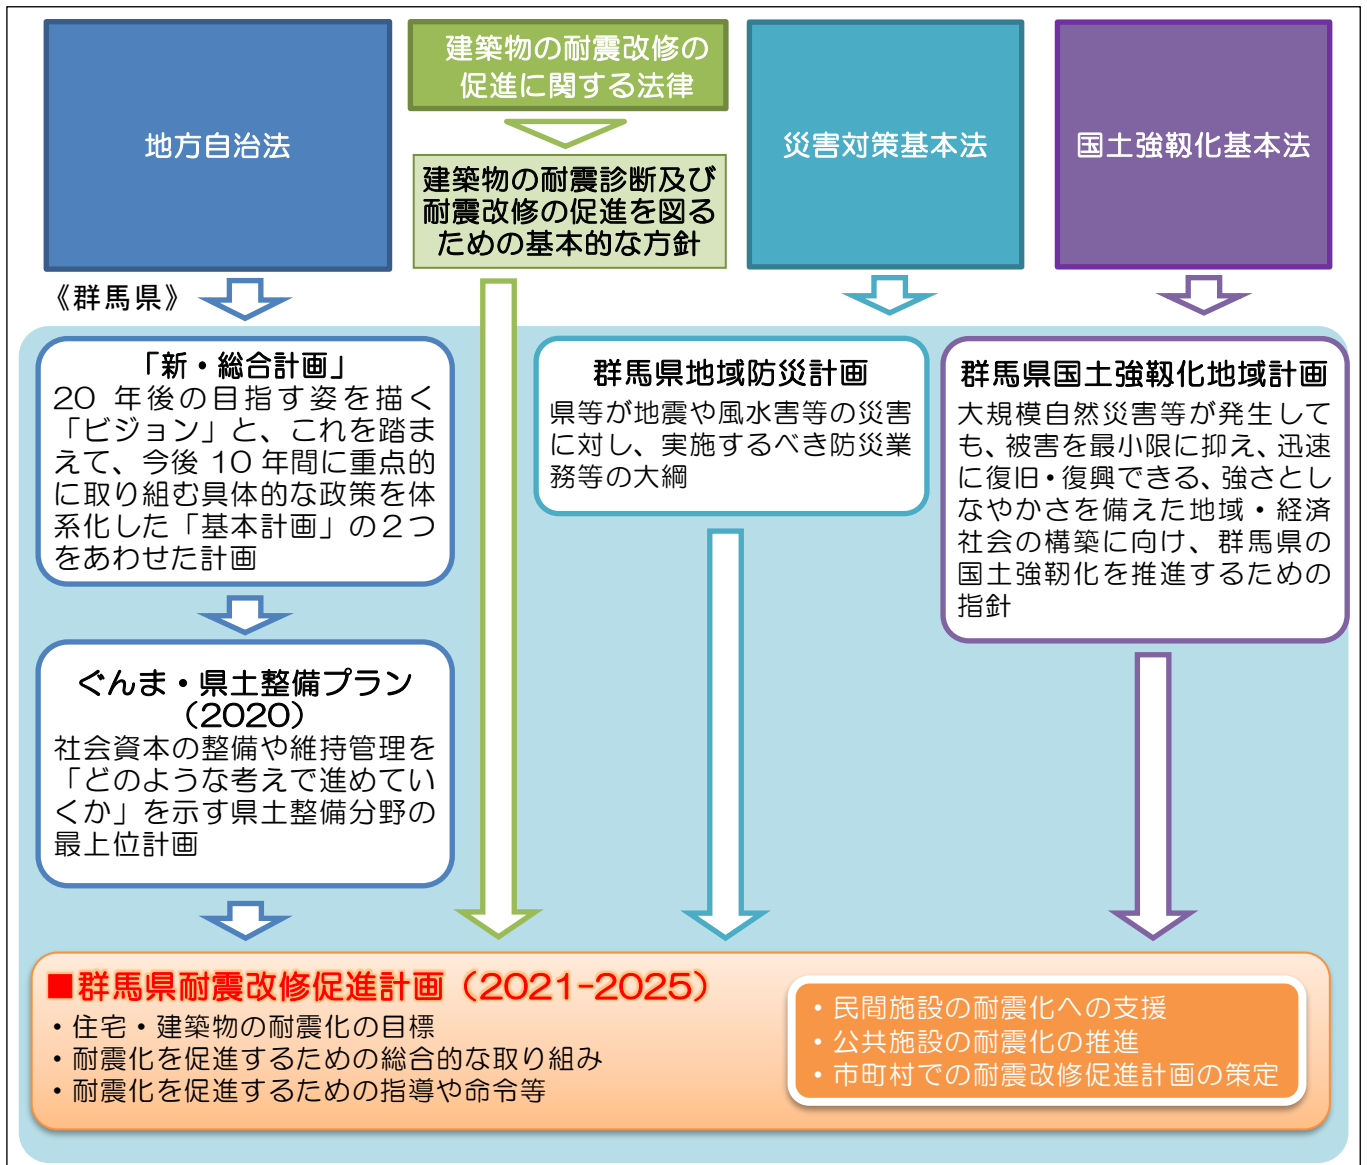 地方自治法
建築物の耐震改修の
促進に関する法律
建築物の耐震診断及び
耐震改修の促進を図る
ための基本的な方針
災害対策基本法
国土強靱化基本法
《群馬県》
「新・総合計画」
20 年後の目指す姿を描く
「ビジョン」と、これを踏ま
えて、今後 10 年間に重点的
に取り組む具体的な政策を体
系化した「基本計画」の２つ
をあわせた計画
ぐんま・県土整備プラン
（2020）
社会資本の整備や維持管理を
「どのような考えで進めてい
くか」を示す県土整備分野の
最上位計画
群馬県地域防災計画
県等が地震や風水害等の災害
に対し、実施するべき防災業
務等の大綱
群馬県国土強靱化地域計画
大規模自然災害等が発生して
も、被害を最小限に抑え、迅速
に復旧・復興できる、強さとし
なやかさを備えた地域・経済
社会の構築に向け、群馬県の
国土強靱化を推進するための
指針
■群馬県耐震改修促進計画（2021-2025）
・住宅・建築物の耐震化の目標
・耐震化を促進するための総合的な取り組み
・耐震化を促進するための指導や命令等
・民間施設の耐震化への支援
・公共施設の耐震化の推進
・市町村での耐震改修促進計画の策定